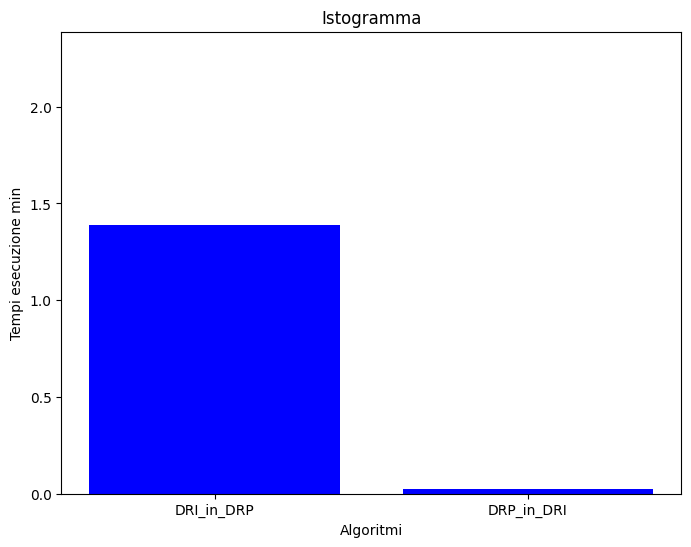 Istogramma
Tempi esecuzione min
2.0
1.5
1.0
0.5
0.0
DRI_in_DRP
DRP_in_DRI
Algoritmi